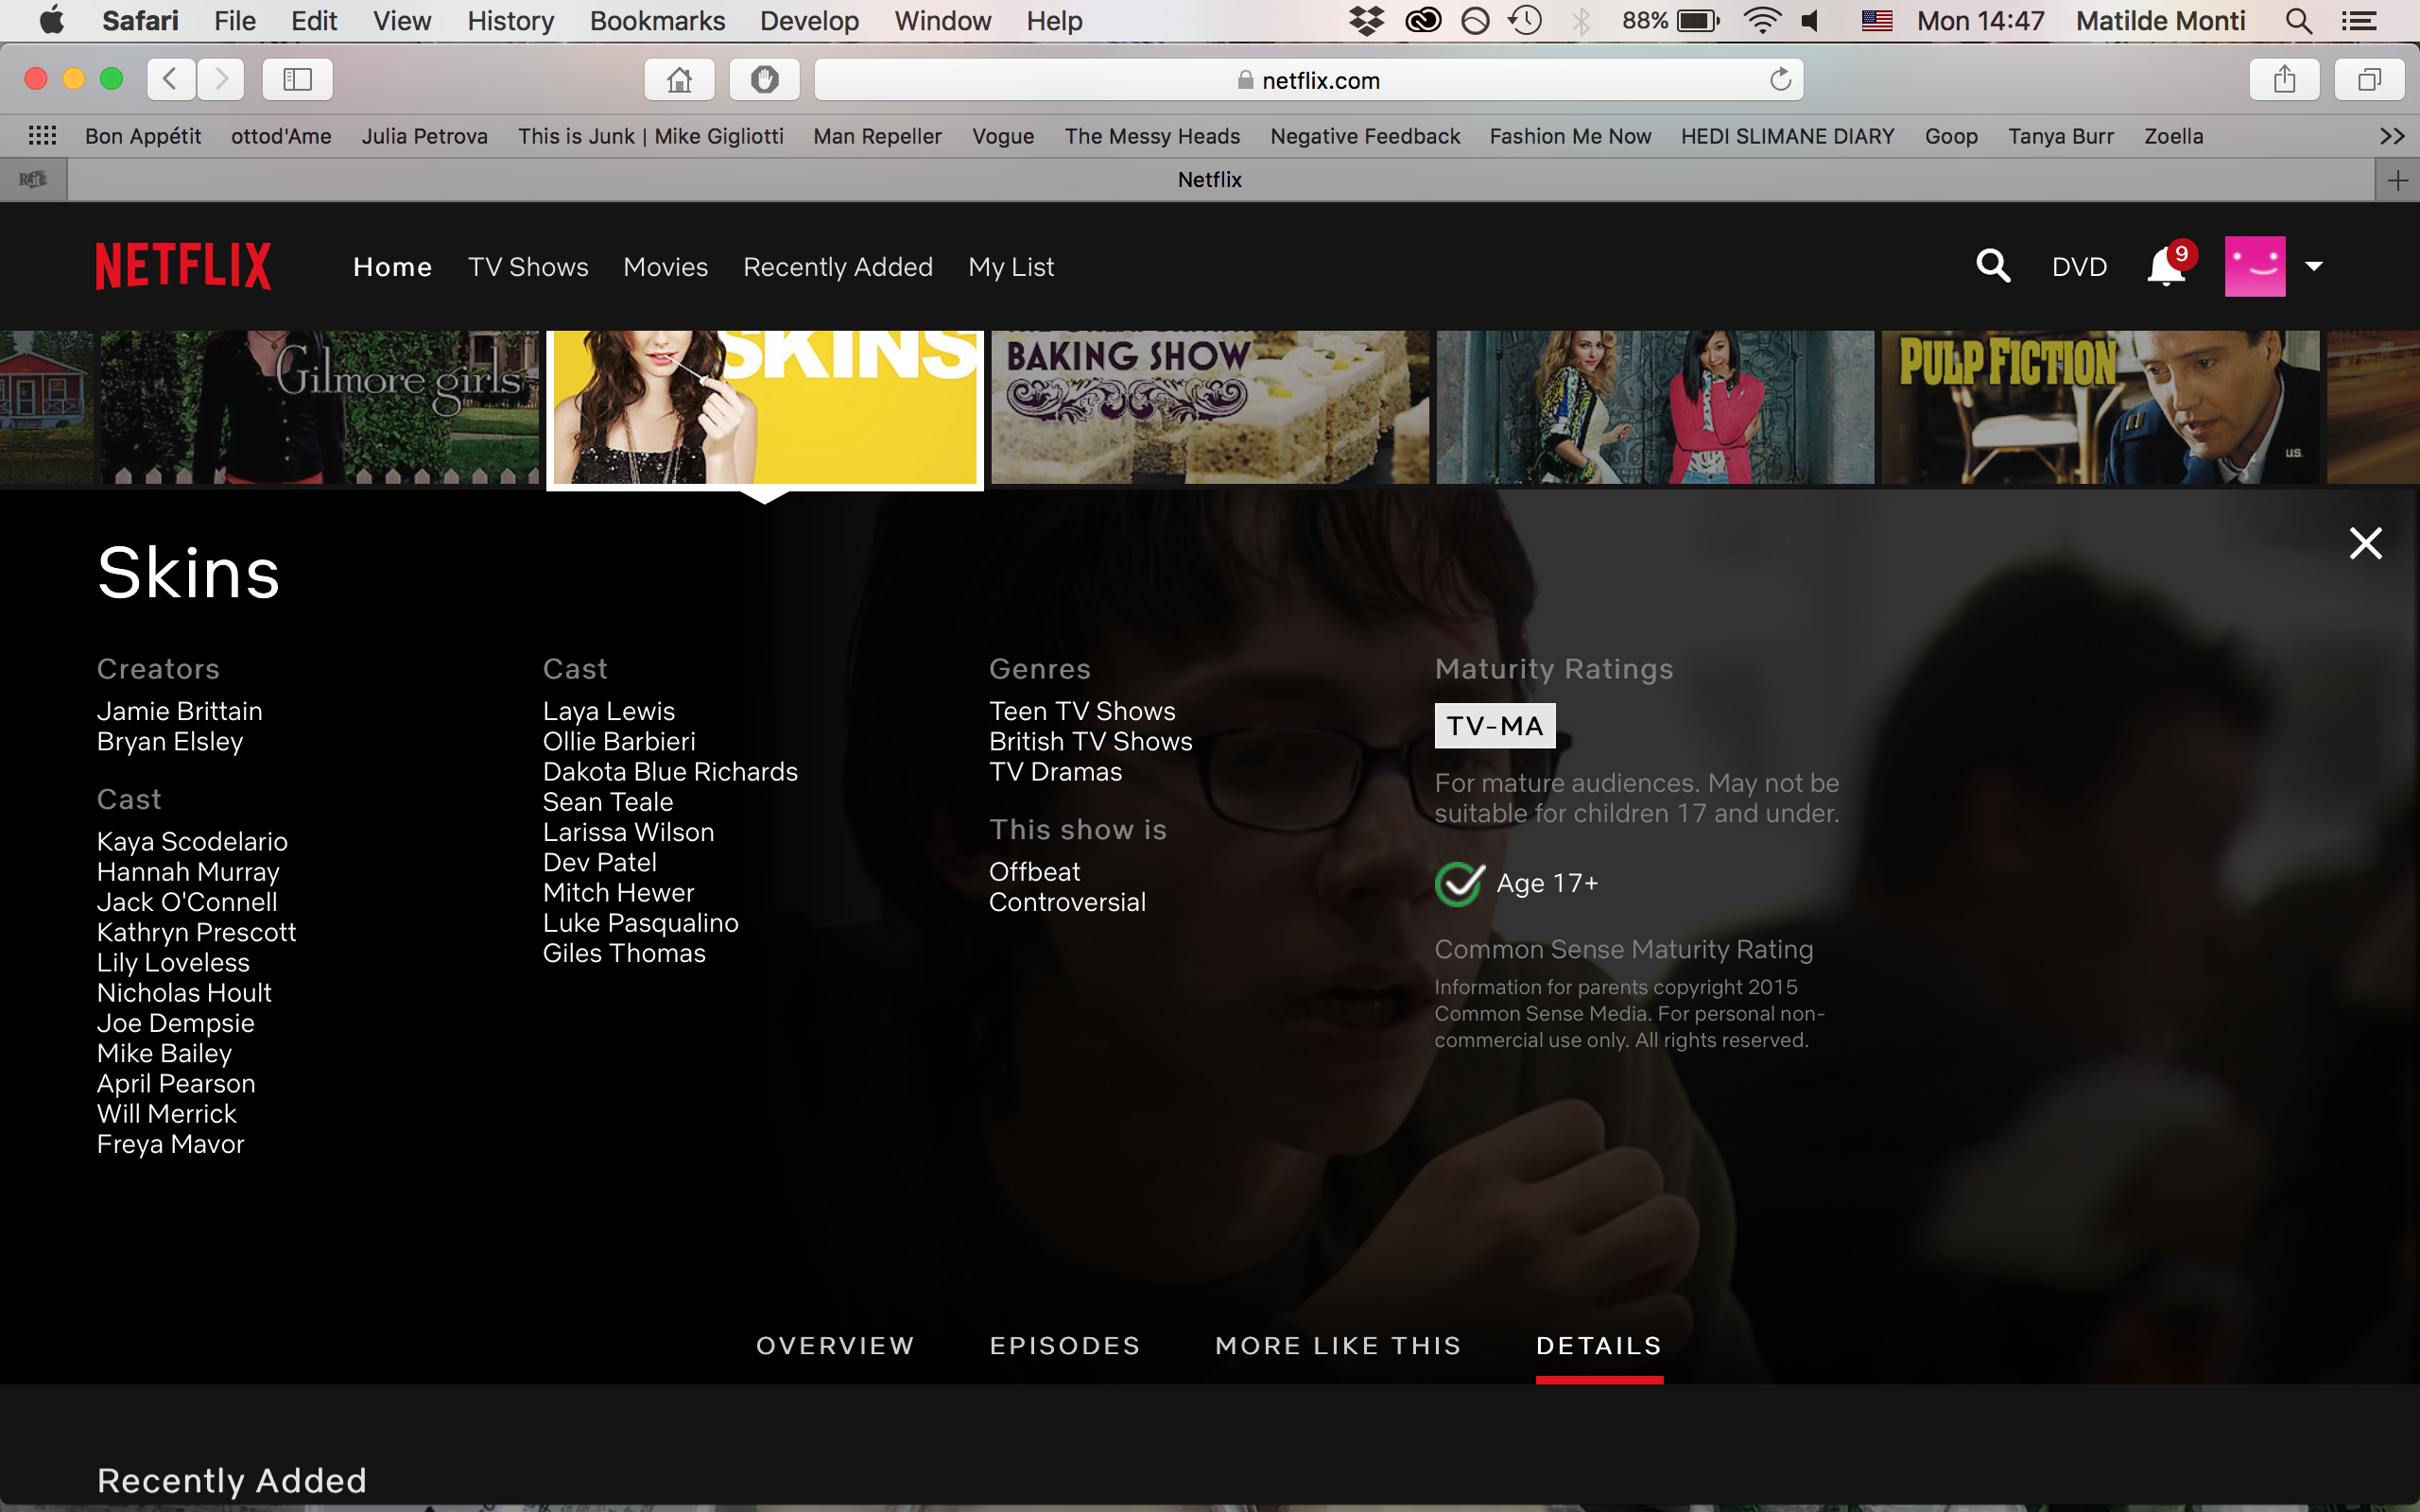 Safari File Edit View History Bookmarks Develop Window Help 88% Mon 14:47 Matilde Monti
netflix.com
Bon Appétit ottod'Ame Julia Petrova This is Junk | Mike Gigliotti Man Repeller Vogue The Messy Heads Negative Feedback Fashion Me Now HEDI SLIMANE DIARY Goop Tanya Burr Zoella
Netflix
NETFLIX Home TV Shows Movies Recently Added My List DVD 9
Gilmore girls
SKINS
BAKING SHOW
PULP FICTION
U.S.
Skins
Creators
Jamie Brittain
Bryan Elsley
Cast
Kaya Scodelario
Hannah Murray
Jack O'Connell
Kathryn Prescott
Lily Loveless
Nicholas Hoult
Joe Dempsie
Mike Bailey
April Pearson
Will Merrick
Freya Mavor
Cast
Laya Lewis
Ollie Barbieri
Dakota Blue Richards
Sean Teale
Larissa Wilson
Dev Patel
Mitch Hewer
Luke Pasqualino
Giles Thomas
Genres
Teen TV Shows
British TV Shows
TV Dramas
This show is
Offbeat
Controversial
Maturity Ratings
TV-MA
For mature audiences. May not be
suitable for children 17 and under.
Age 17+
Common Sense Maturity Rating
Information for parents copyright 2015
Common Sense Media. For personal non-
commercial use only. All rights reserved.
OVERVIEW EPISODES MORE LIKE THIS DETAILS
Recently Added